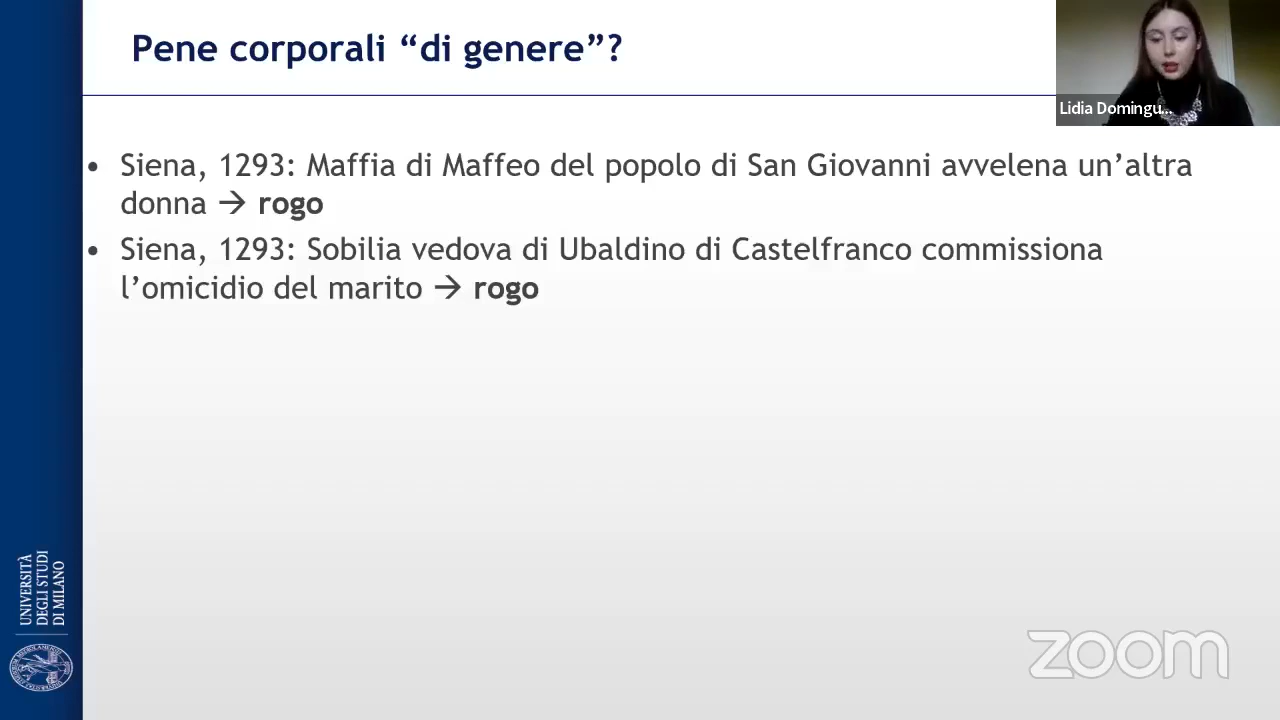 Pene corporali “di genere”?
Lidia Domingu...
• Siena, 1293: Maffia di Maffeo del popolo di San Giovanni avvelena un’altra
donna → rogo
• Siena, 1293: Sobilia vedova di Ubaldino di Castelfranco commissiona
l’omicidio del marito → rogo
UNIVERSITÀ
DEGLI STUDI
DI MILANO
zoom